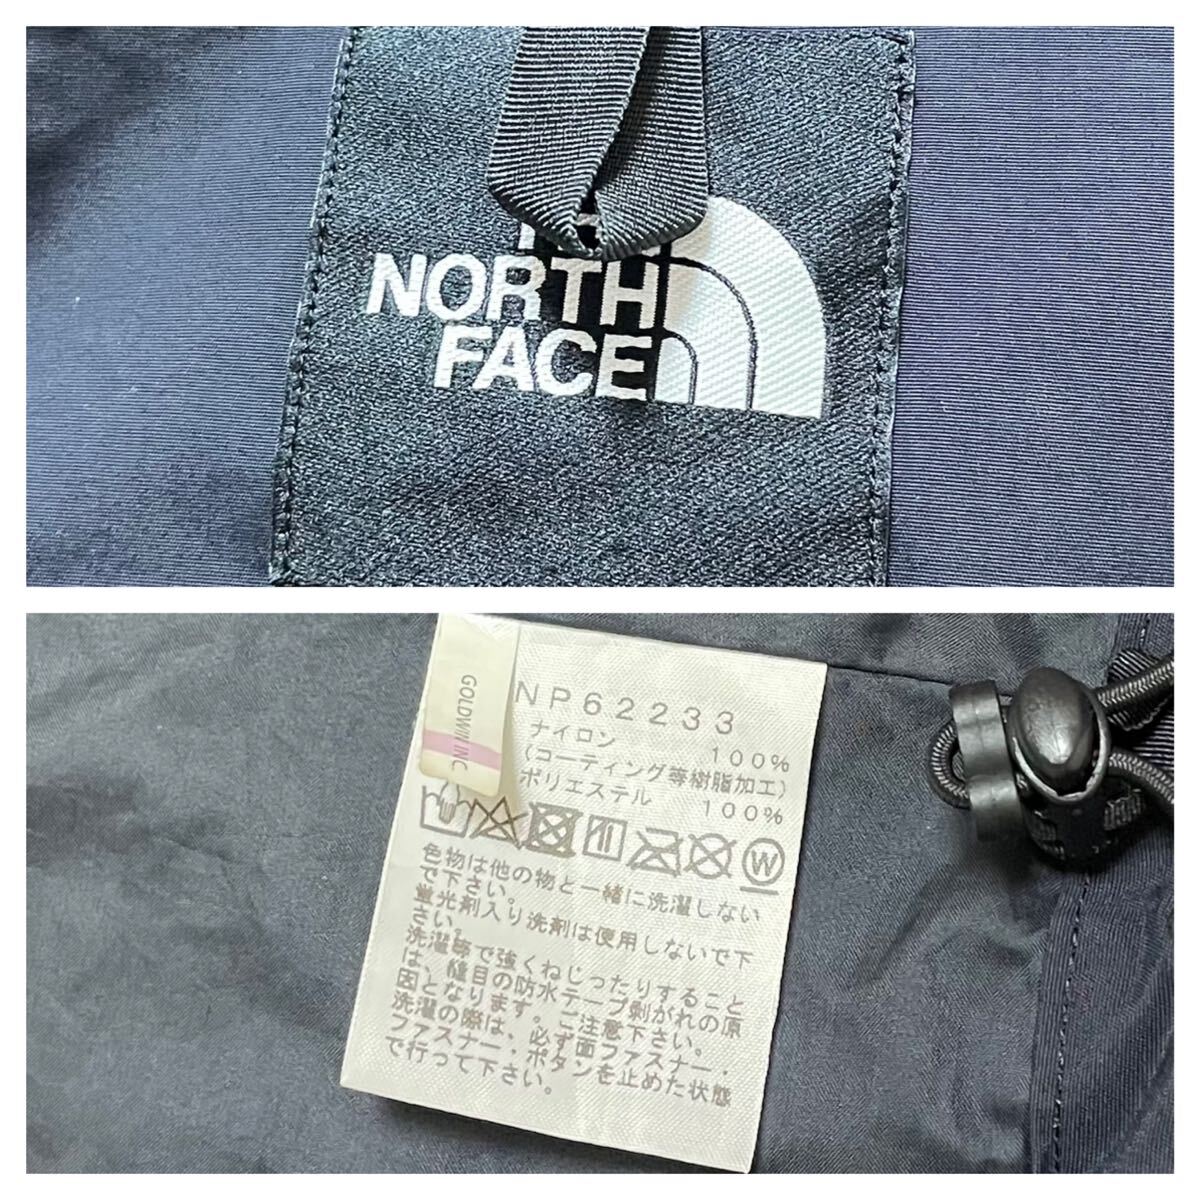 THE
NORTH
FACE
GOLDWIN INC
NP62233
ナイロン 100%
(コーティング等樹脂加工)
ポリエステル 100%
W
色物は他の物と一緒に洗濯しない
で下さい。
蛍光剤入り洗剤は使用しないで下
さい。
洗濯等で強くねじったりすること
は、縫目の防水テープ剥がれの原
因となります。ご注意下さい。
洗濯の際は、必ず面ファスナー・
ファスナー・ボタンを止めた状態
で行って下さい。